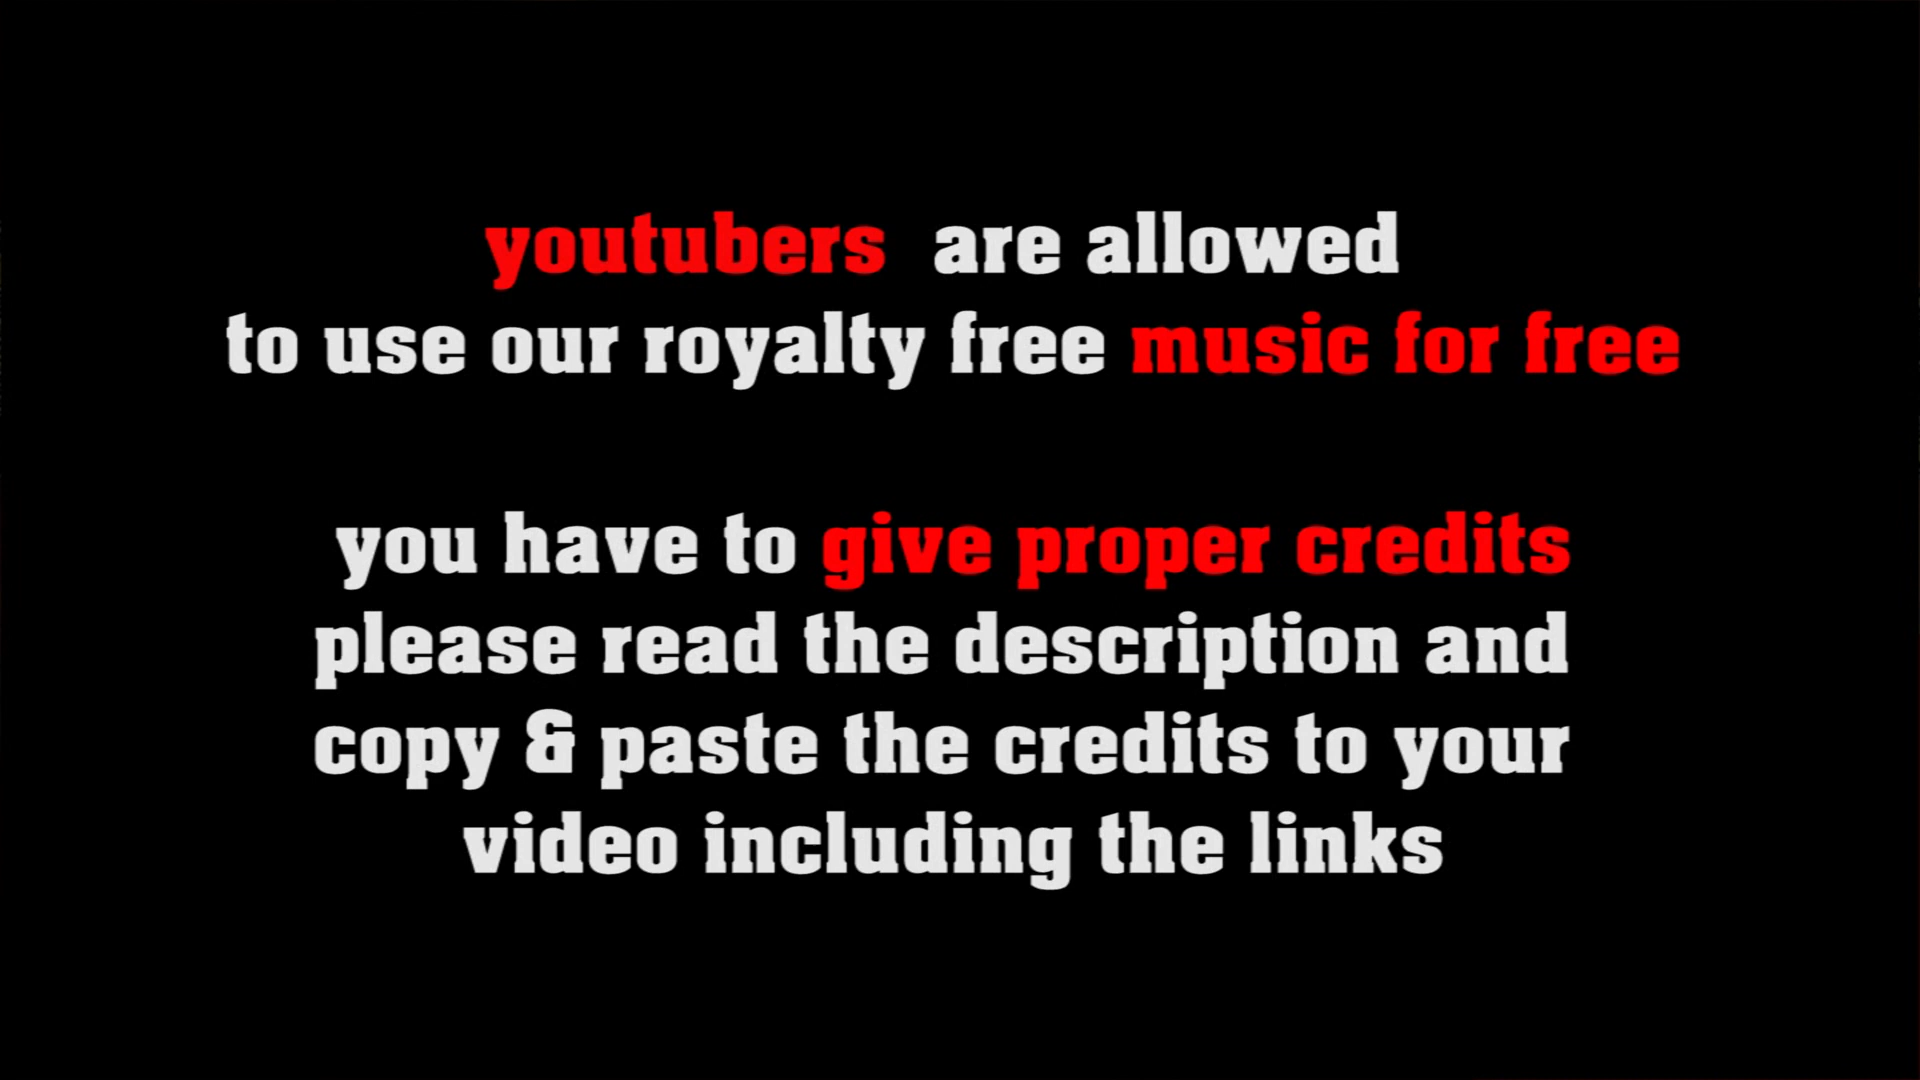 youtubers are allowed
to use our royalty free music for free
you have to give proper credits
please read the description and
copy & paste the credits to your
video including the links